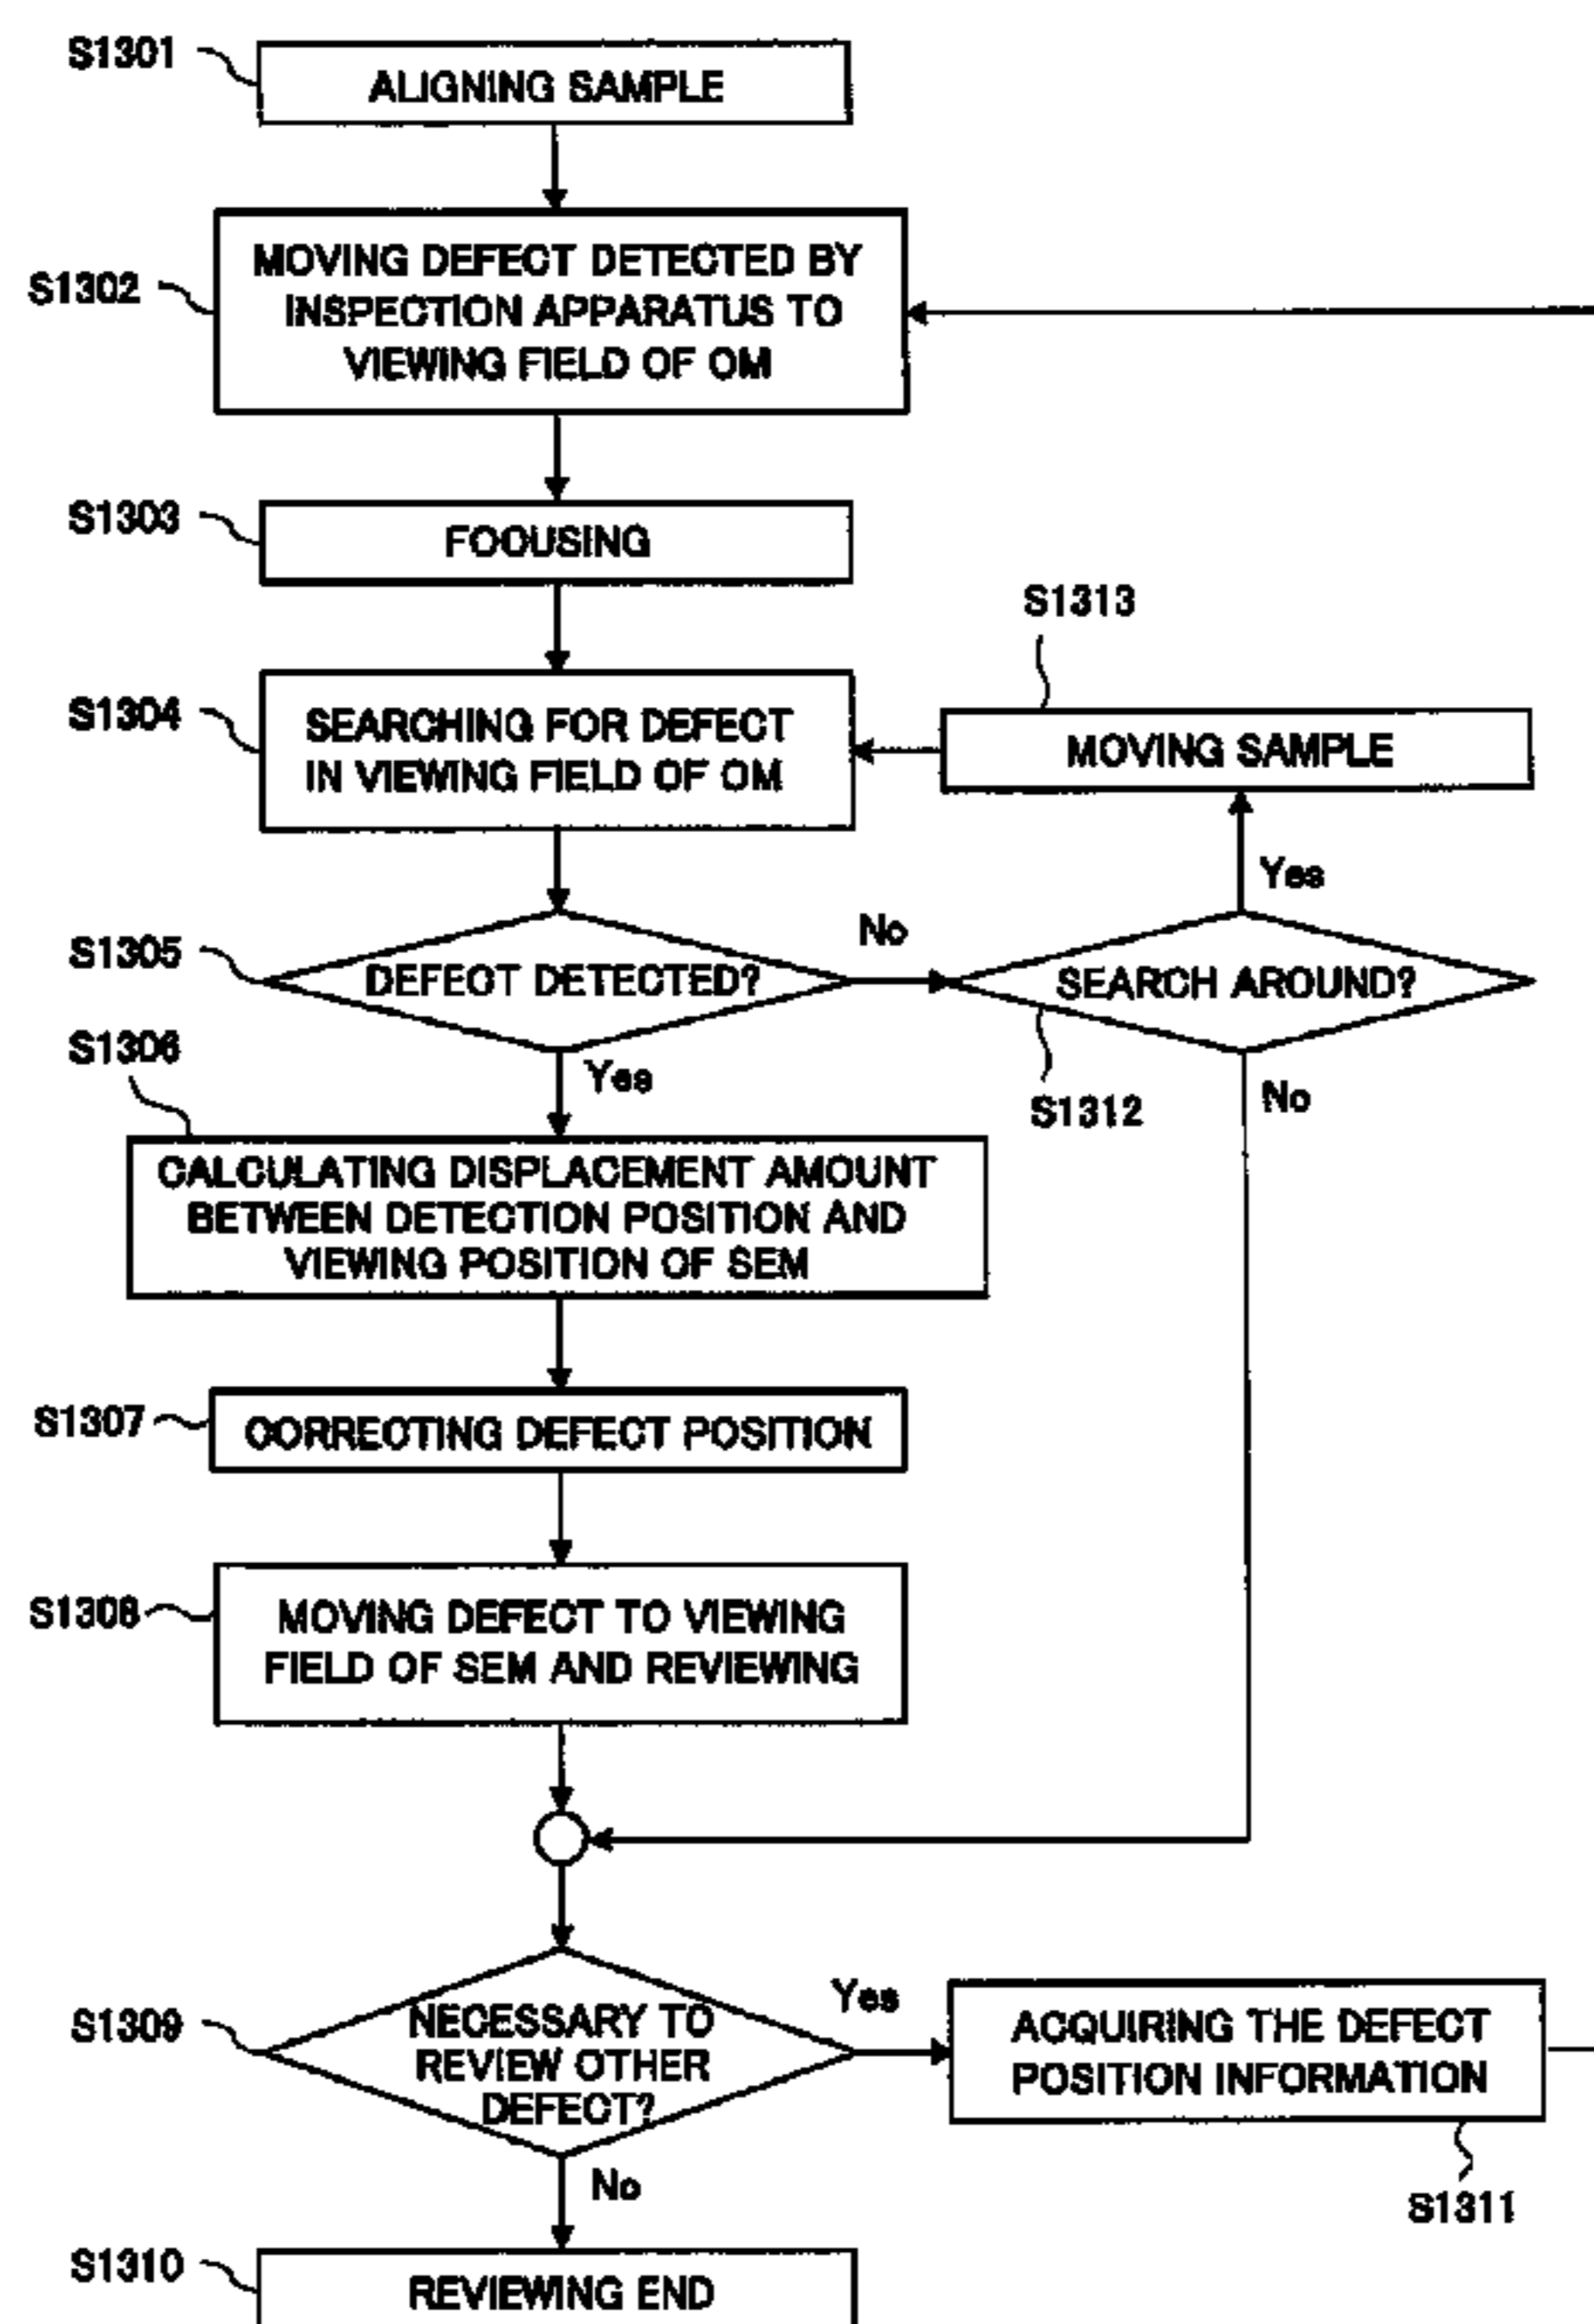 S1301
ALIGNING SAMPLE
S1302
MOVING DEFECT DETECTED BY
INSPECTION APPARATUS TO
VIEWING FIELD OF OM
S1303
FOCUSING
S1313
S1304
SEARCHING FOR DEFECT
IN VIEWING FIELD OF OM
MOVING SAMPLE
Yes
No
S1305
DEFECT DETECTED?
SEARCH AROUND?
S1306
Yes
S1312
No
CALCULATING DISPLACEMENT AMOUNT
BETWEEN DETECTION POSITION AND
VIEWING POSITION OF SEM
S1307
CORRECTING DEFECT POSITION
S1308
MOVING DEFECT TO VIEWING
FIELD OF SEM AND REVIEWING
S1309
NECESSARY TO
REVIEW OTHER
DEFECT?
Yes
ACQUIRING THE DEFECT
POSITION INFORMATION
No
S1311
S1310
REVIEWING END